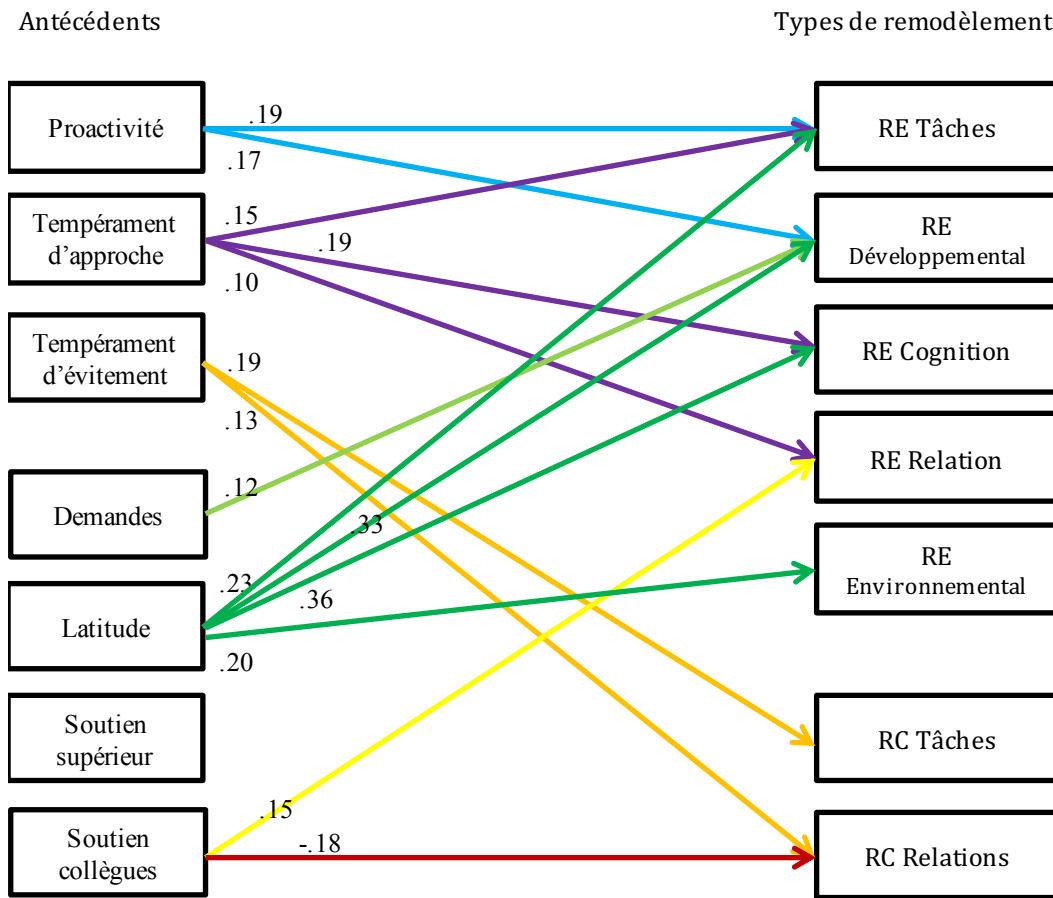 Antécédents
Types de remodèlement
Proactivité
.19
.17
RE Tâches
Tempérament
d’approche
.15
.19
.10
RE
Développemental
Tempérament
d’évitement
.19
.13
RE Cognition
RE Relation
Demandes
.12
.33
RE
Environnemental
Latitude
.23
.36
.20
Soutien
supérieur
RC Tâches
Soutien
collègues
.15
-.18
RC Relations